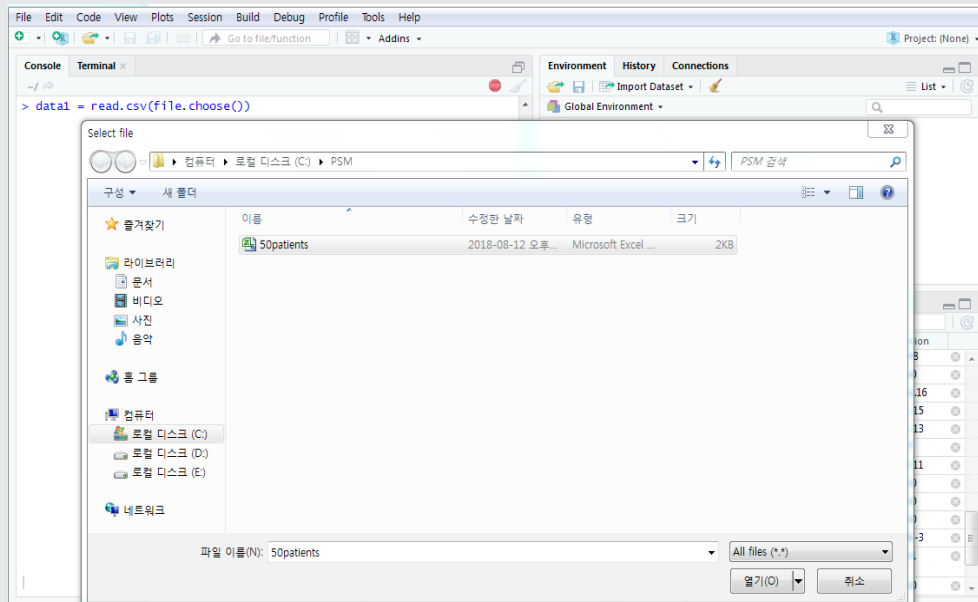 File Edit Code View Plots Session Build Debug Profile Tools Help
Go to file/function Addins Project: (None)
Console Terminal
Environment History Connections
~/
Import Dataset List
> data1 = read.csv(file.choose())
Global Environment
Select file
컴퓨터 로컬 디스크 (C:) PSM
PSM 검색
구성 새 폴더
이름 수정한 날짜 유형 크기
50patients 2018-08-12 오후... Microsoft Excel ... 2KB
즐겨찾기
라이브러리
문서
비디오
사진
음악
홈 그룹
컴퓨터
로컬 디스크 (C:)
로컬 디스크 (D:)
로컬 디스크 (E:)
네트워크
파일 이름(N): 50patients All files (*.*)
열기(O) 취소